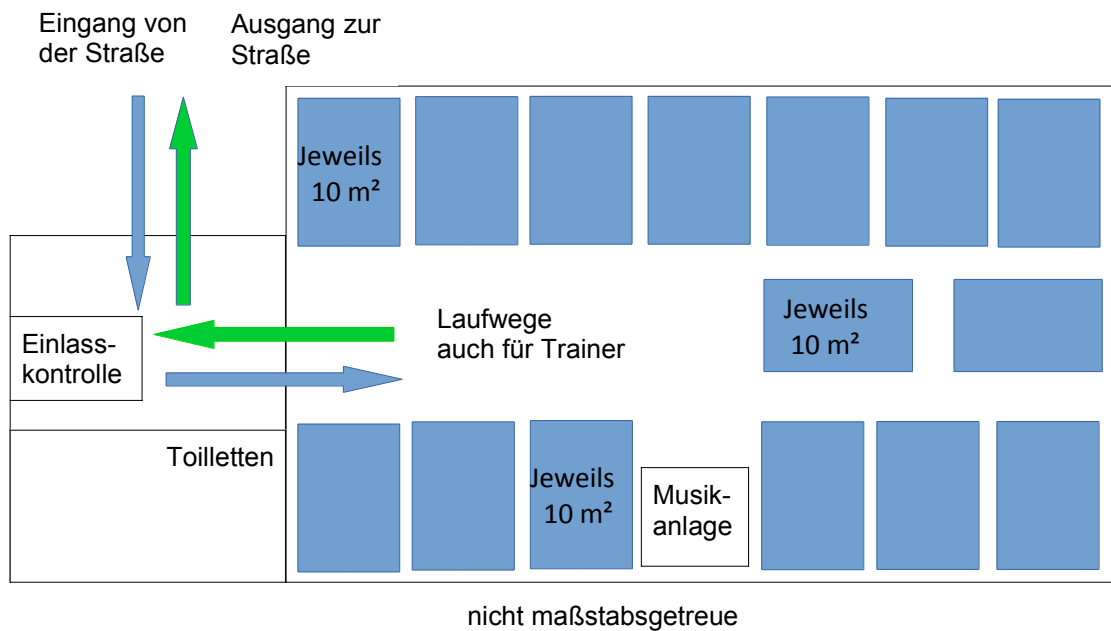 Eingang von
der Straße
Ausgang zur
Straße
Jeweils
10 m²
Laufwege
auch für Trainer
Jeweils
10 m²
Einlass-
kontrolle
Toilletten
Jeweils
10 m²
Musik-
anlage
nicht maßstabsgetreue